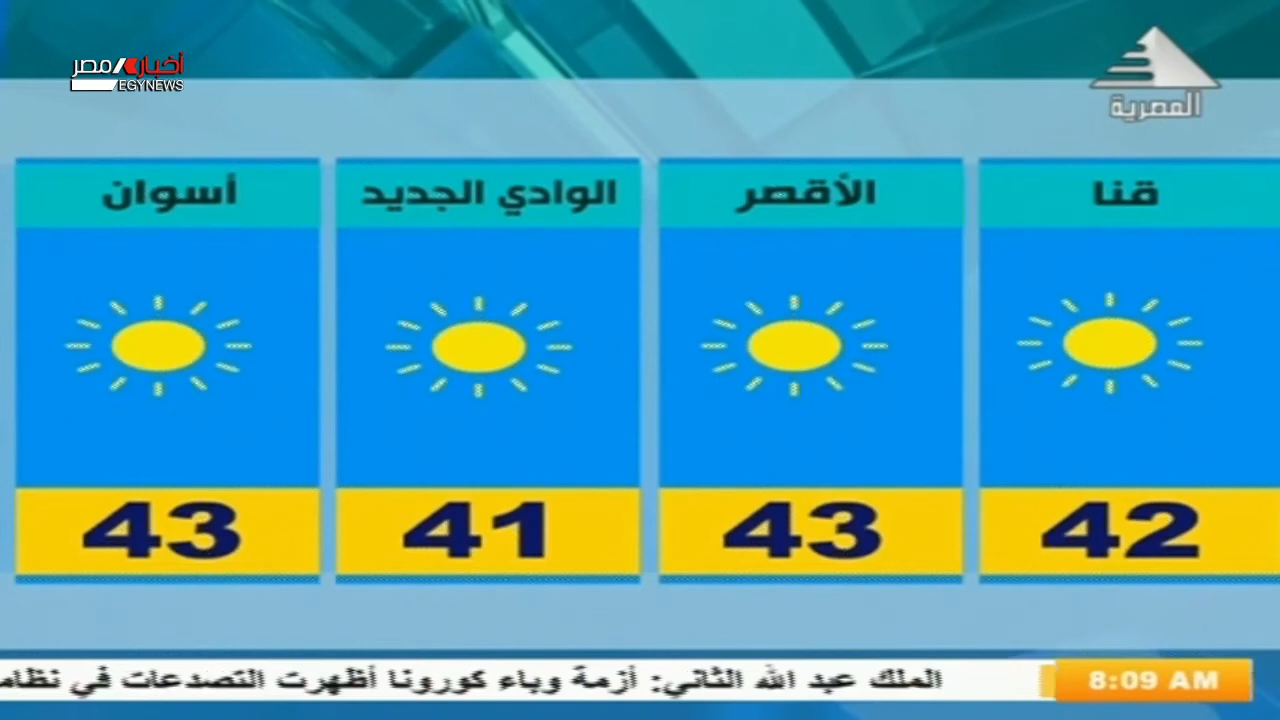 أخبار مصر
EGYNEWS
المصرية
قنا
الأقصر
الوادي الجديد
أسوان
42
43
41
43
الملك عبد الله الثاني: أزمة وباء كورونا أظهرت التصدعات في نظام
8:09 AM